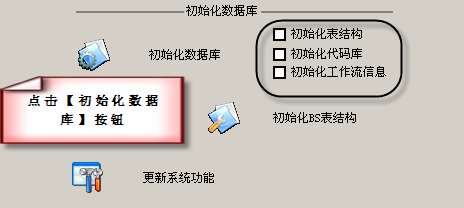 初始化数据库
初始化表结构
初始化数据库
初始化代码库
初始化工作流信息
点击【初始化数据
库】按钮
初始化BS表结构
更新系统功能